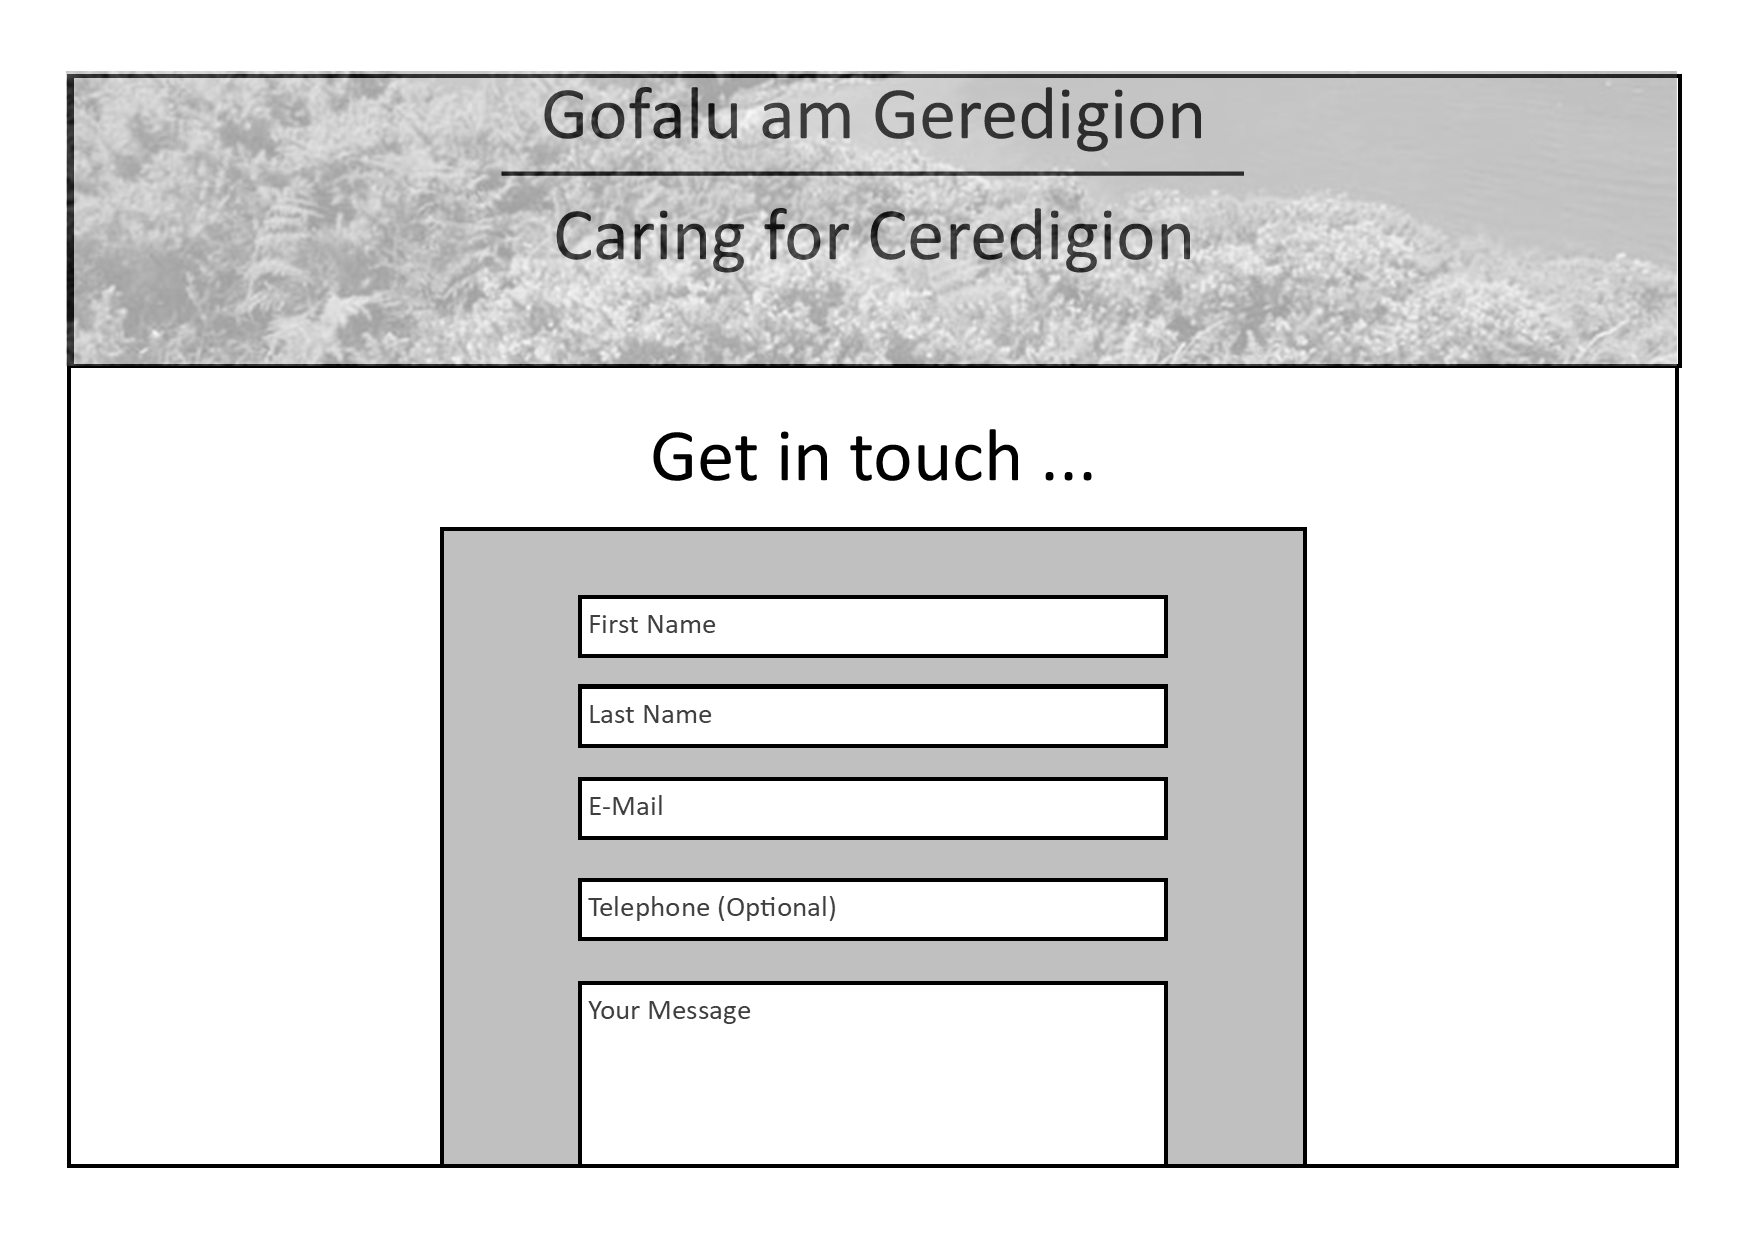 Gofalu am Geredigion
Caring for Ceredigion
Get in touch ...
First Name
Last Name
E-Mail
Telephone (Optional)
Your Message